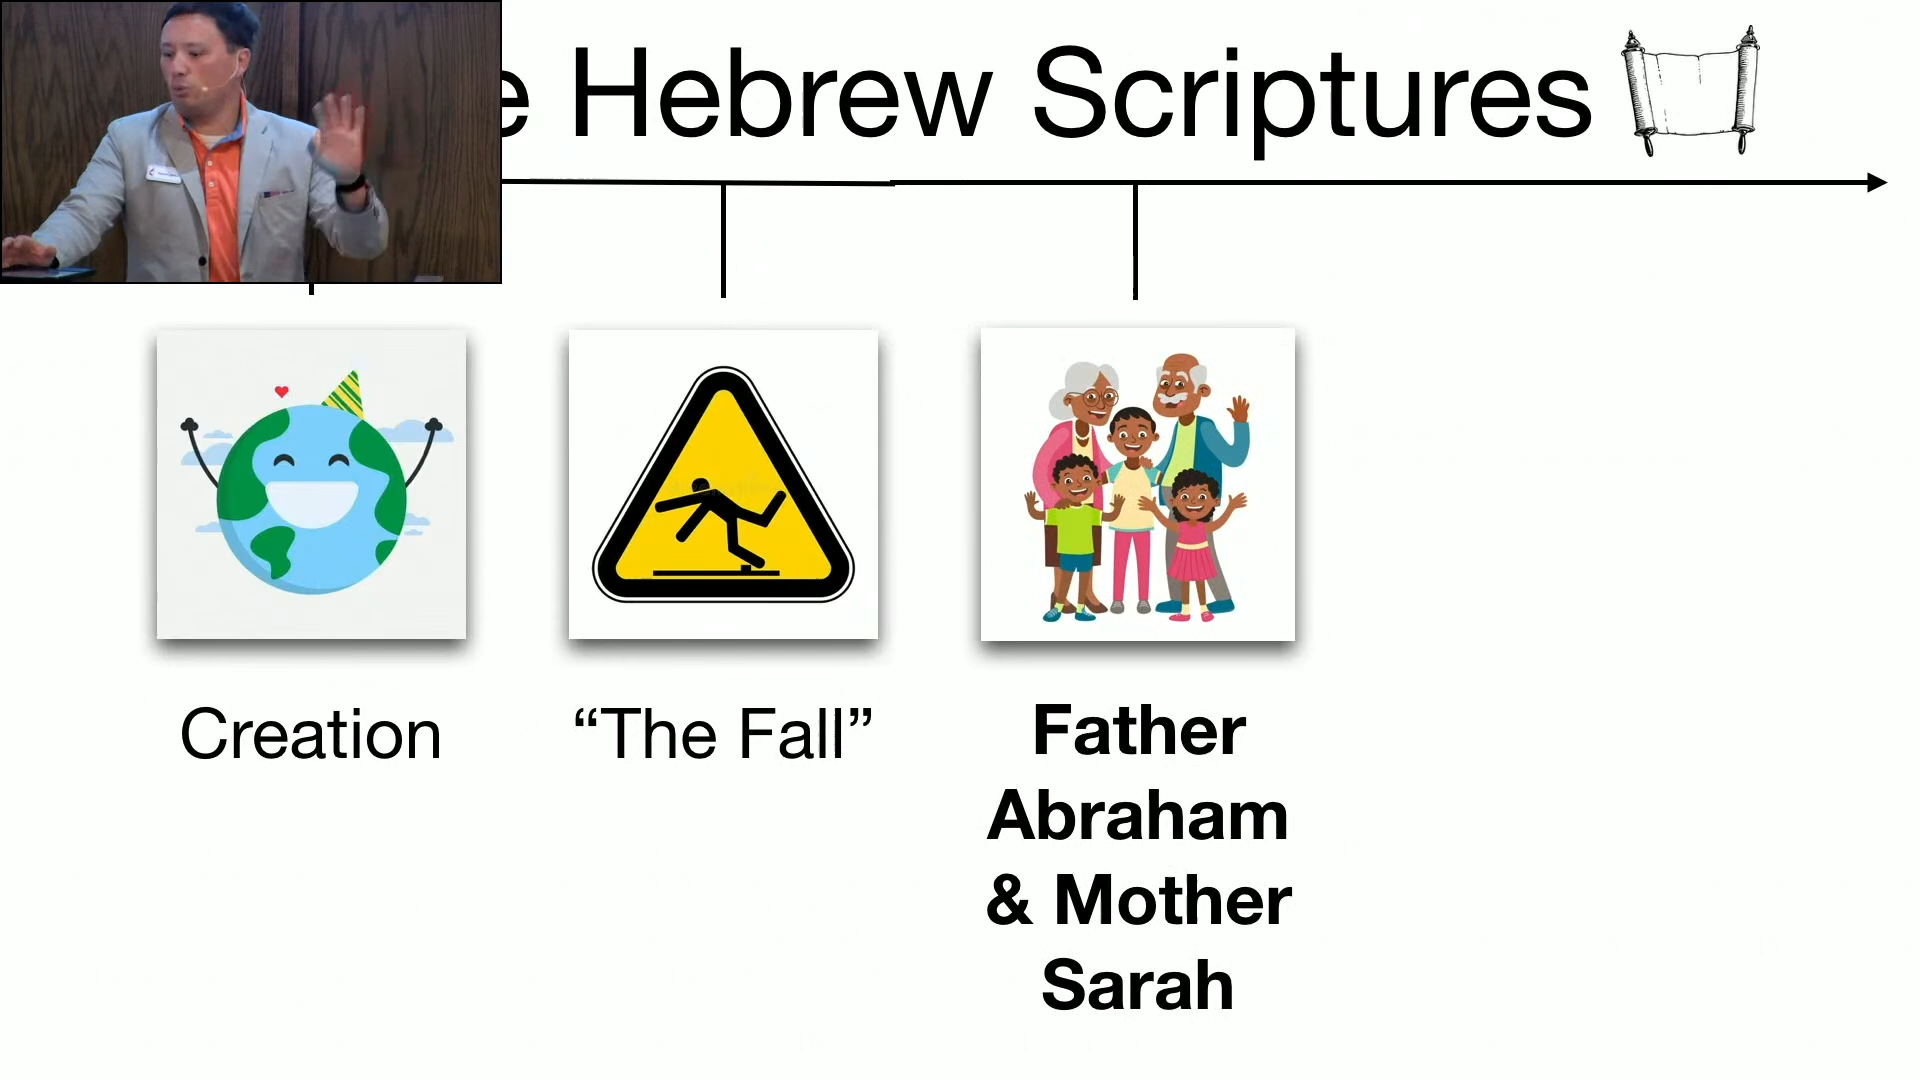 e Hebrew Scriptures
Creation
“The Fall”
Father
Abraham
& Mother
Sarah